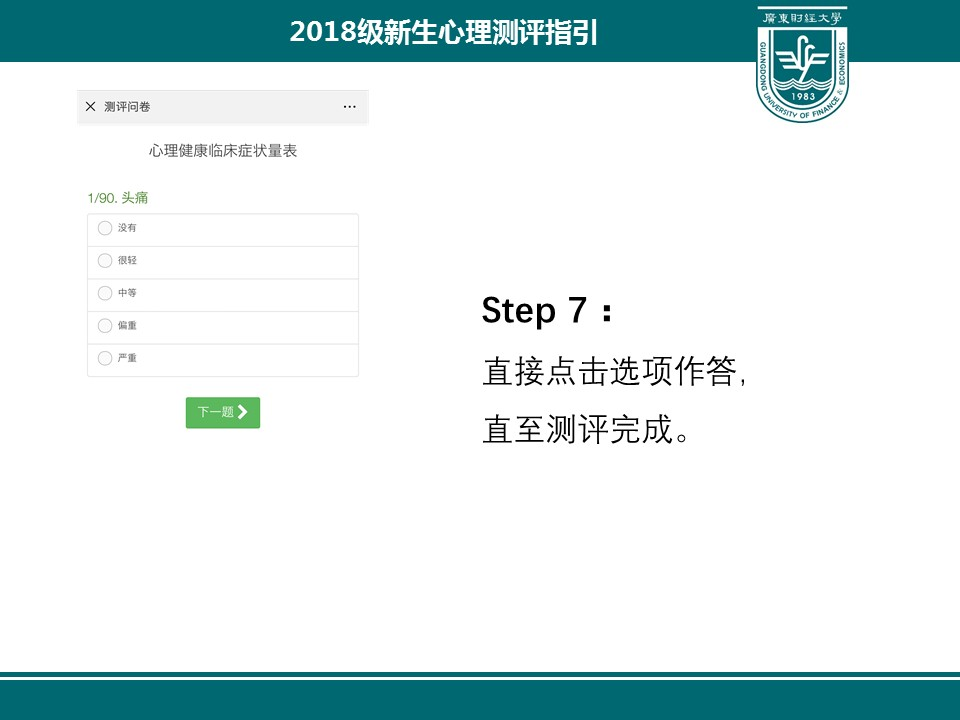 2018级新生心理测评指引
廣東財經大學
GUANGDONG UNIVERSITY OF FINANCE & ECONOMICS
1983
测评问卷
心理健康临床症状量表
1/90. 头痛
没有
很轻
中等
偏重
严重
下一题
Step 7：
直接点击选项作答,
直至测评完成。